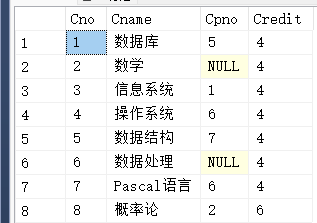 Cno Cname Cpno Credit
1 1 数据库 5 4
2 2 数学 NULL 4
3 3 信息系统 1 4
4 4 操作系统 6 4
5 5 数据结构 7 4
6 6 数据处理 NULL 4
7 7 Pascal语言 6 4
8 8 概率论 2 6